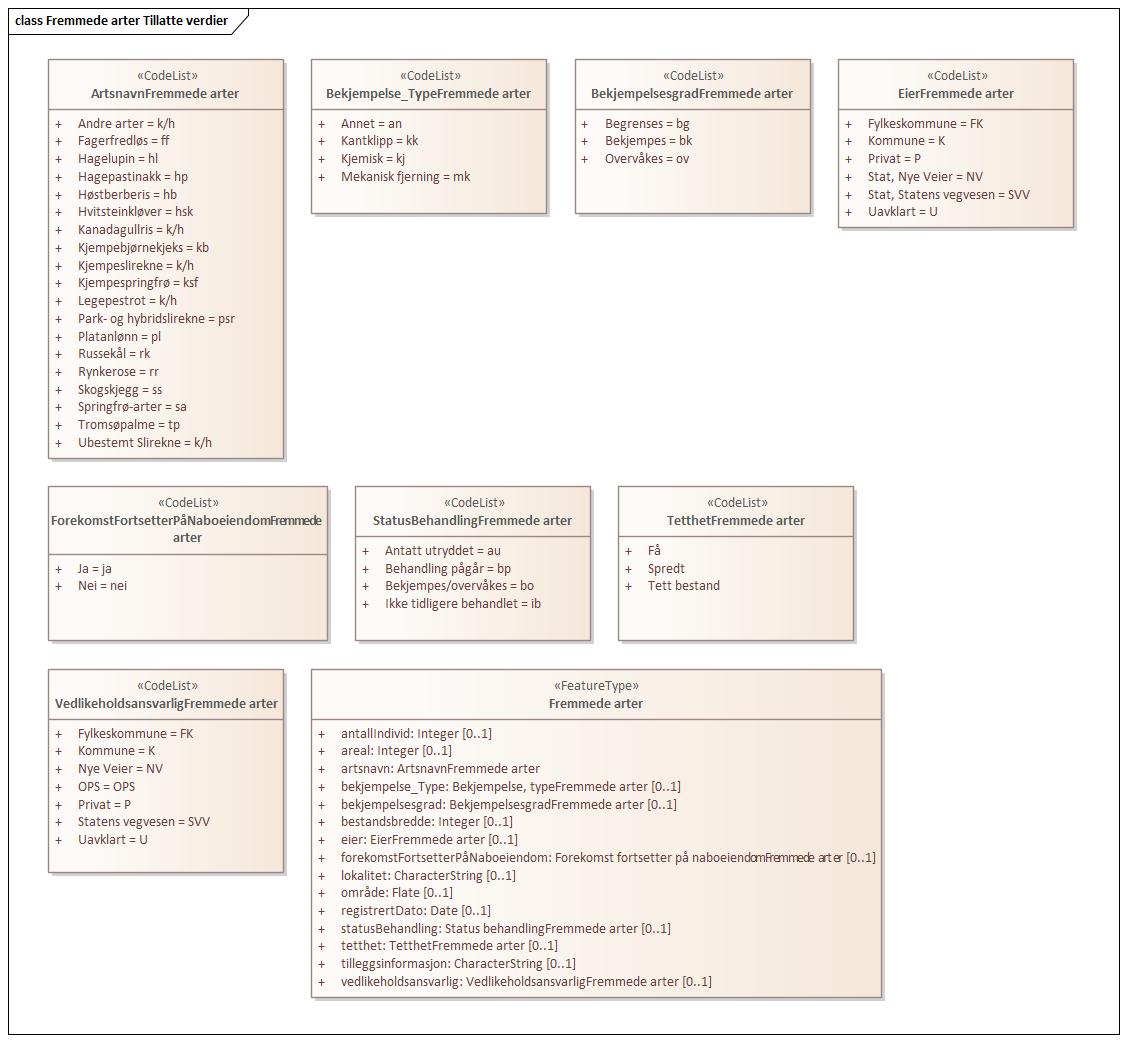 class Fremmede arter Tillatte verdier
«CodeList»
ArtsnavnFremmede arter
+ Andre arter = k/h
+ Fagerfredløs = ff
+ Hagelupin = hl
+ Hagepastinakk = hp
+ Høstberberis = hb
+ Hvitsteinkløver = hsk
+ Kanadagullris = k/h
+ Kjempebjørnekjeks = kb
+ Kjempeslirekne = k/h
+ Kjempespringfrø = ksf
+ Legepestrot = k/h
+ Park- og hybridslirekne = psr
+ Platanlønn = pl
+ Russekål = rk
+ Rynkerose = rr
+ Skogskjegg = ss
+ Springfrø-arter = sa
+ Tromsøpalme = tp
+ Ubestemt Slirekne = k/h
«CodeList»
Bekjempelse_TypeFremmede arter
+ Annet = an
+ Kantklipp = kk
+ Kjemisk = kj
+ Mekanisk fjerning = mk
«CodeList»
BekjempelsesgradFremmede arter
+ Begrenses = bg
+ Bekjempes = bk
+ Overvåkes = ov
«CodeList»
EierFremmede arter
+ Fylkeskommune = FK
+ Kommune = K
+ Privat = P
+ Stat, Nye Veier = NV
+ Stat, Statens vegvesen = SVV
+ Uavklart = U
«CodeList»
ForekomstFortsetterPåNaboeiendomFremmede
arter
+ Ja = ja
+ Nei = nei
«CodeList»
StatusBehandlingFremmede arter
+ Antatt utryddet = au
+ Behandling pågår = bp
+ Bekjempes/overvåkes = bo
+ Ikke tidligere behandlet = ib
«CodeList»
TetthetFremmede arter
+ Få
+ Spredt
+ Tett bestand
«CodeList»
VedlikeholdsansvarligFremmede arter
+ Fylkeskommune = FK
+ Kommune = K
+ Nye Veier = NV
+ OPS = OPS
+ Privat = P
+ Statens vegvesen = SVV
+ Uavklart = U
«FeatureType»
Fremmede arter
+ antallIndivid: Integer [0..1]
+ areal: Integer [0..1]
+ artsnavn: ArtsnavnFremmede arter
+ bekjempelse_Type: Bekjempelse, typeFremmede arter [0..1]
+ bekjempelsesgrad: BekjempelsesgradFremmede arter [0..1]
+ bestandsbredde: Integer [0..1]
+ eier: EierFremmede arter [0..1]
+ forekomstFortsetterPåNaboeiendom: Forekomst fortsetter på naboeiendomFremmede arter [0..1]
+ lokalitet: CharacterString [0..1]
+ område: Flate [0..1]
+ registrertDato: Date [0..1]
+ statusBehandling: Status behandlingFremmede arter [0..1]
+ tetthet: TetthetFremmede arter [0..1]
+ tilleggsinformasjon: CharacterString [0..1]
+ vedlikeholdsansvarlig: VedlikeholdsansvarligFremmede arter [0..1]